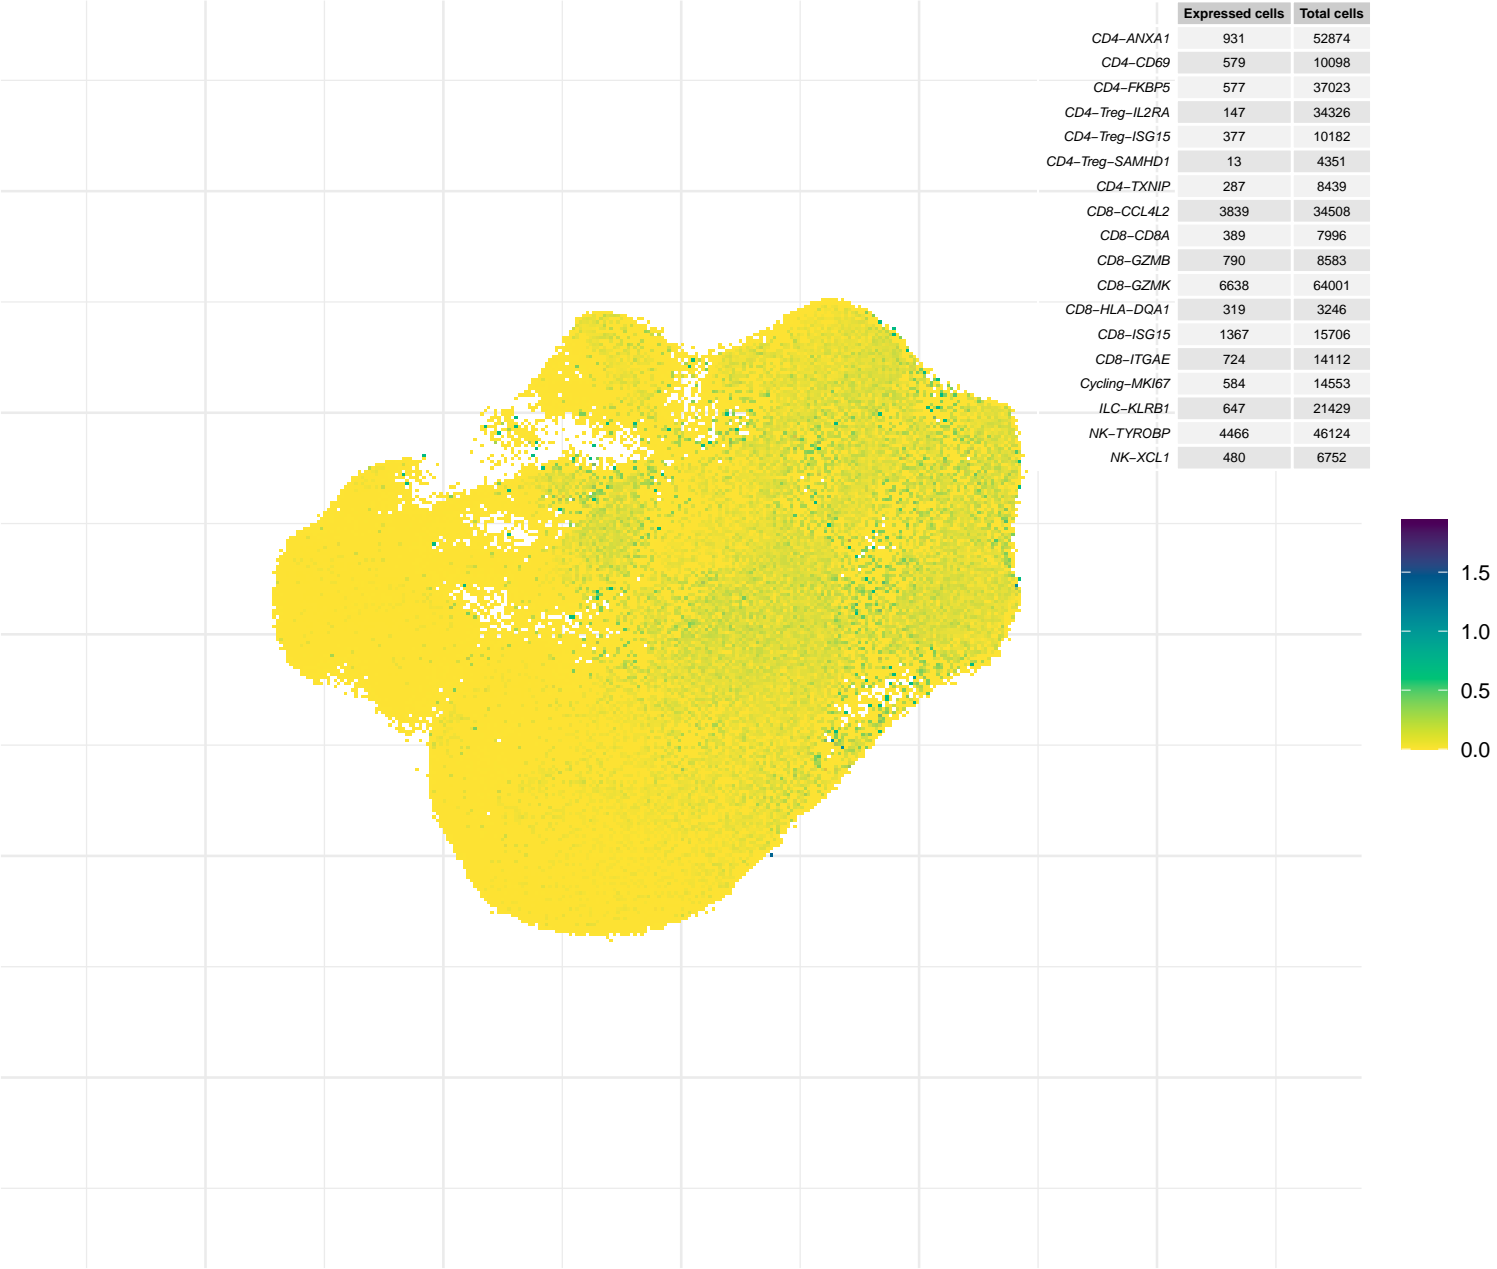 Expressed cells Total cells
CD4−ANXA1 931 52874
CD4−CD69 579 10098
CD4−FKBP5 577 37023
CD4−Treg−IL2RA 147 34326
CD4−Treg−ISG15 377 10182
CD4−Treg−SAMHD1 13 4351
CD4−TXNIP 287 8439
CD8−CCL4L2 3839 34508
CD8−CD8A 389 7996
CD8−GZMB 790 8583
CD8−GZMK 6638 64001
CD8−HLA−DQA1 319 3246
CD8−ISG15 1367 15706
CD8−ITGAE 724 14112
Cycling−MKI67 584 14553
ILC−KLRB1 647 21429
NK−TYROBP 4466 46124
NK−XCL1 480 6752
1.5
1.0
0.5
0.0